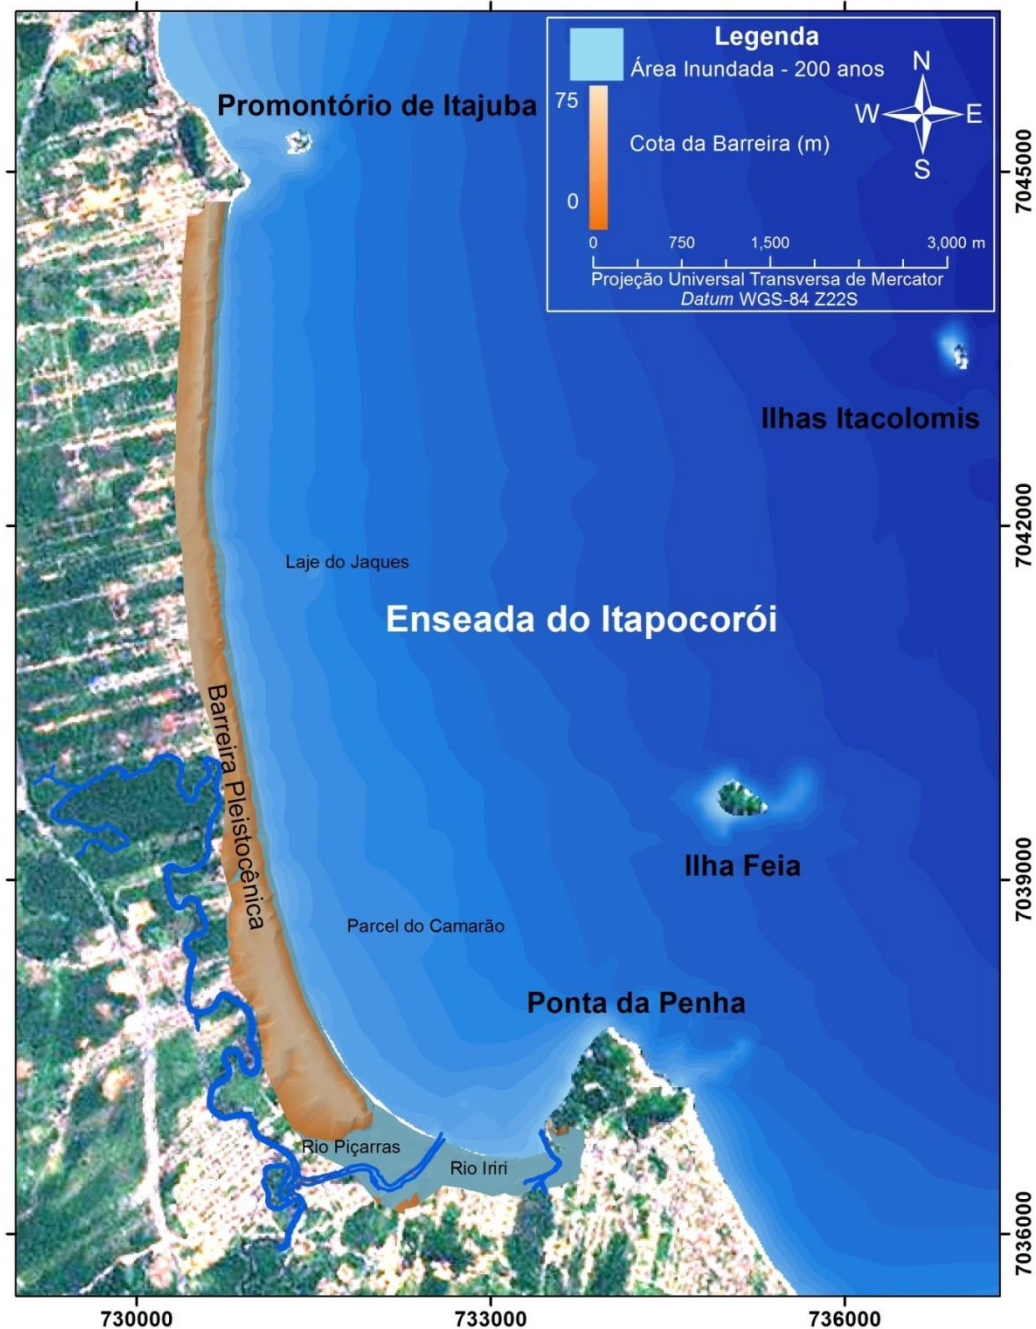 Legenda
Área Inundada - 200 anos
75
Cota da Barreira (m)
0
N
W
E
S
0 750 1,500 3,000 m
Projeção Universal Transversa de Mercator
Datum WGS-84 Z22S
Promontório de Itajuba
7045000
Ilhas Itacolomis
7042000
Laje do Jaques
Enseada do Itapocorói
Barreira Pleistocênica
Ilha Feia
7039000
Parcel do Camarão
Ponta da Penha
Rio Piçarras
Rio Iriri
7036000
730000 733000 736000